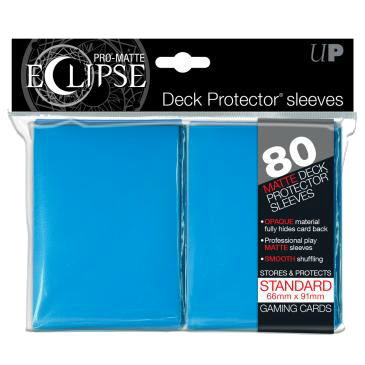 PRO-MATTE
ECLIPSE
UP
Deck Protector® sleeves
80
MATTE DECK
PROTECTOR
SLEEVES
•OPAQUE material
fully hides card back
•Professional play
MATTE sleeves
•SMOOTH shuffling
STORES & PROTECTS
STANDARD
66mm x 91mm
GAMING CARDS